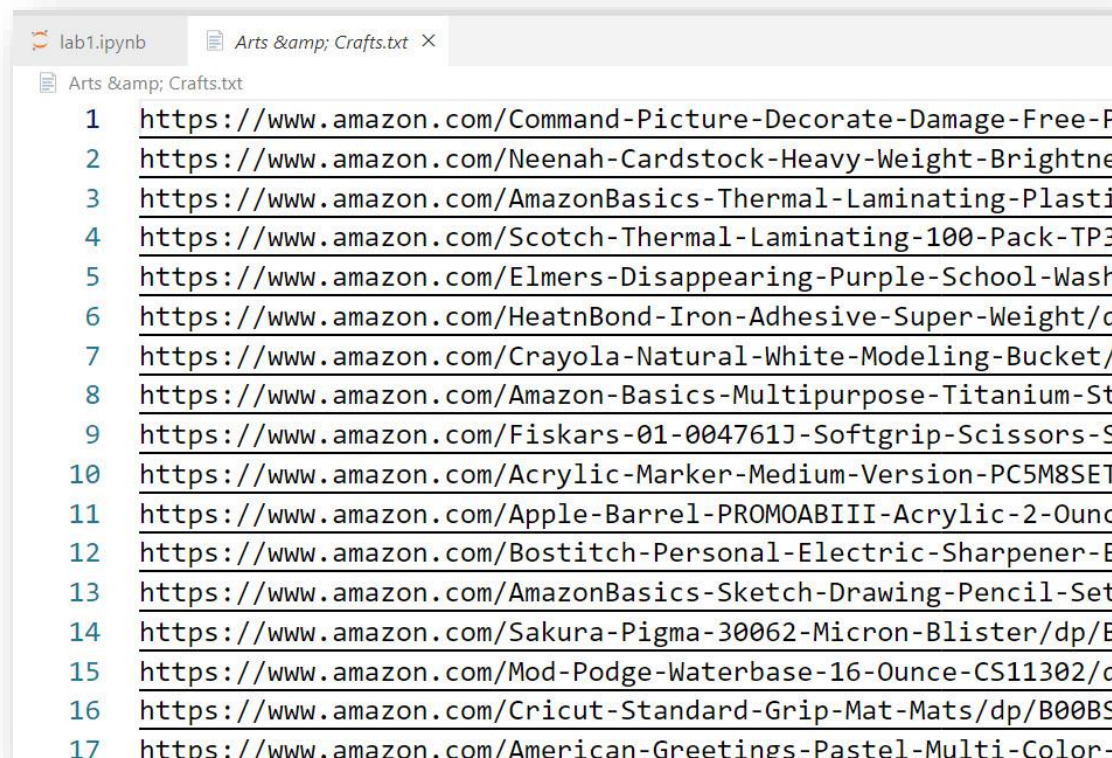 lab1.ipynb
Arts &amp; Crafts.txt
Arts &amp; Crafts.txt
1 https://www.amazon.com/Command-Picture-Decorate-Damage-Free-
2 https://www.amazon.com/Neenah-Cardstock-Heavy-Weight-Brightne
3 https://www.amazon.com/AmazonBasics-Thermal-Laminating-Plasti
4 https://www.amazon.com/Scotch-Thermal-Laminating-100-Pack-TP3
5 https://www.amazon.com/Elmers-Disappearing-Purple-School-Wash
6 https://www.amazon.com/HeatnBond-Iron-Adhesive-Super-Weight/d
7 https://www.amazon.com/Crayola-Natural-White-Modeling-Bucket/
8 https://www.amazon.com/Amazon-Basics-Multipurpose-Titanium-St
9 https://www.amazon.com/Fiskars-01-004761J-Softgrip-Scissors-S
10 https://www.amazon.com/Acrylic-Marker-Medium-Version-PC5M8SET
11 https://www.amazon.com/Apple-Barrel-PROMOABIII-Acrylic-2-Ounc
12 https://www.amazon.com/Bostitch-Personal-Electric-Sharpener-
13 https://www.amazon.com/AmazonBasics-Sketch-Drawing-Pencil-Set
14 https://www.amazon.com/Sakura-Pigma-30062-Micron-Blister/dp/
15 https://www.amazon.com/Mod-Podge-Waterbase-16-Ounce-CS11302/d
16 https://www.amazon.com/Cricut-Standard-Grip-Mat-Mats/dp/B00BS
17 https://www.amazon.com/American-Greetings-Pastel-Multi-Color-